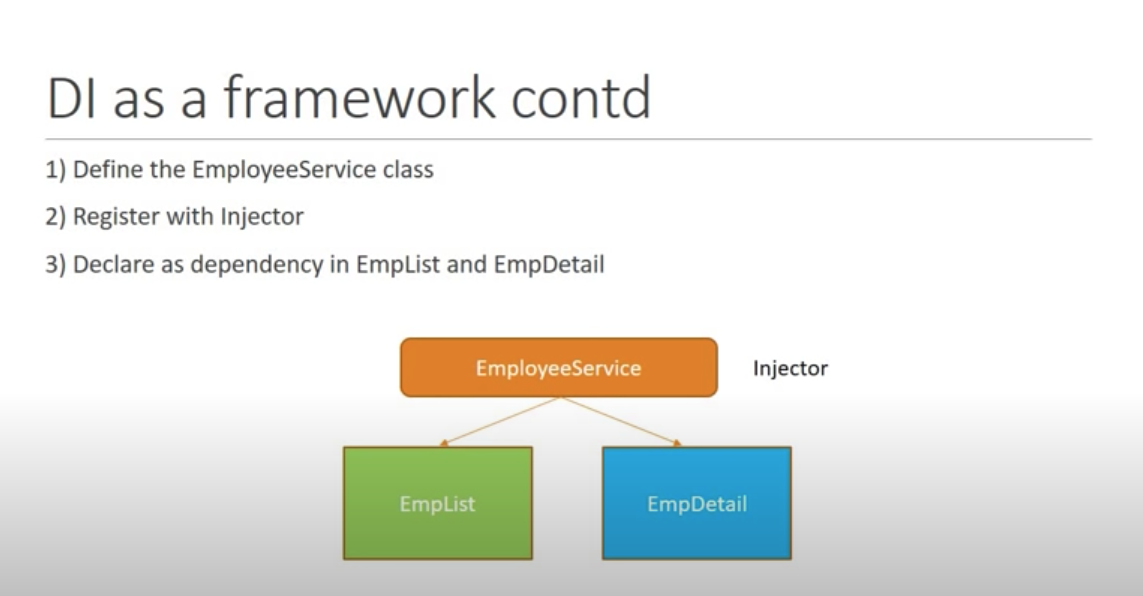 DI as a framework contd
1) Define the EmployeeService class
2) Register with Injector
3) Declare as dependency in EmpList and EmpDetail
EmployeeService
Injector
EmpList
EmpDetail